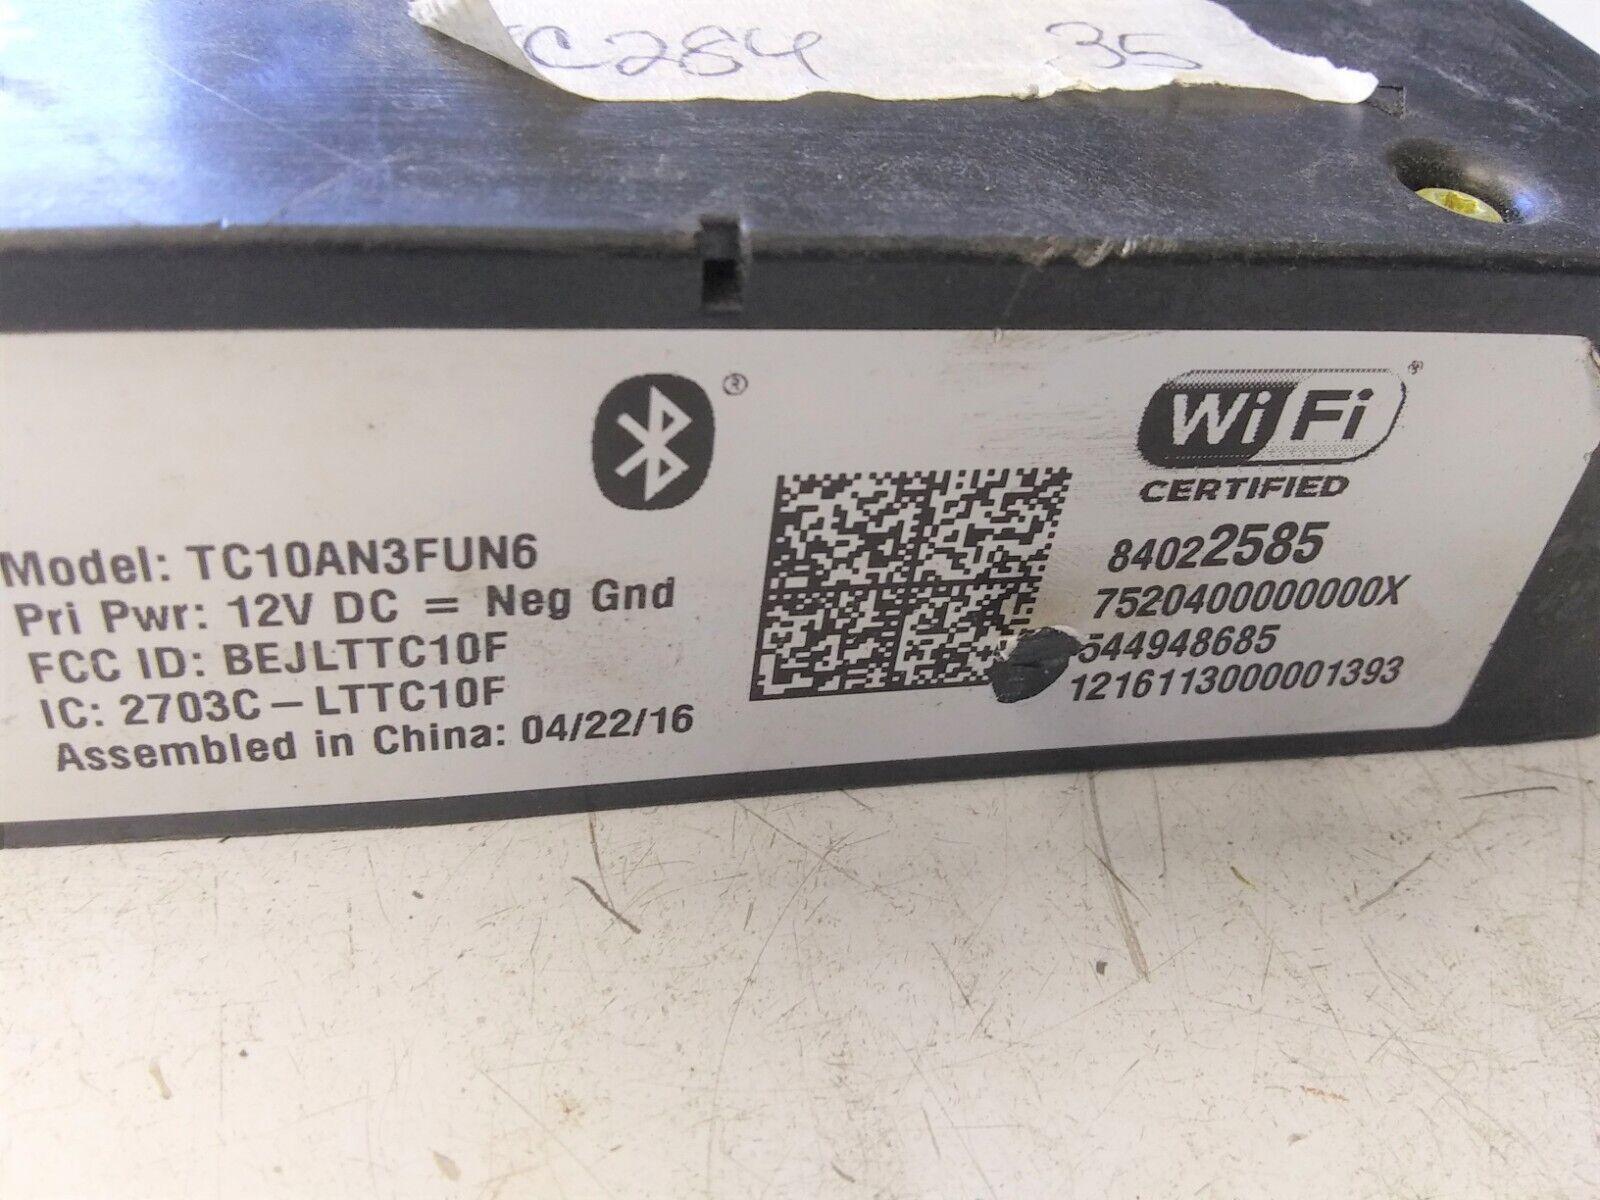 C284 35
®
WiFi
CERTIFIED
Model: TC10AN3FUN6
Pri Pwr: 12V DC = Neg Gnd
FCC ID: BEJLTTC10F
IC: 2703C-LTTC10F
Assembled in China: 04/22/16
84022585
7520400000000X
544948685
1216113000001393